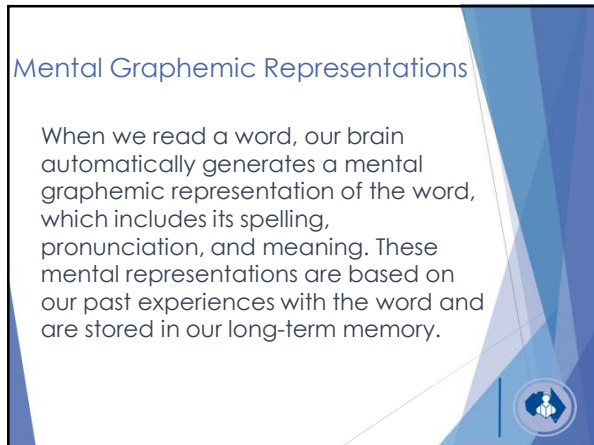 Mental Graphemic Representations
When we read a word, our brain
automatically generates a mental
graphemic representation of the word,
which includes its spelling,
pronunciation, and meaning. These
mental representations are based on
our past experiences with the word and
are stored in our long-term memory.